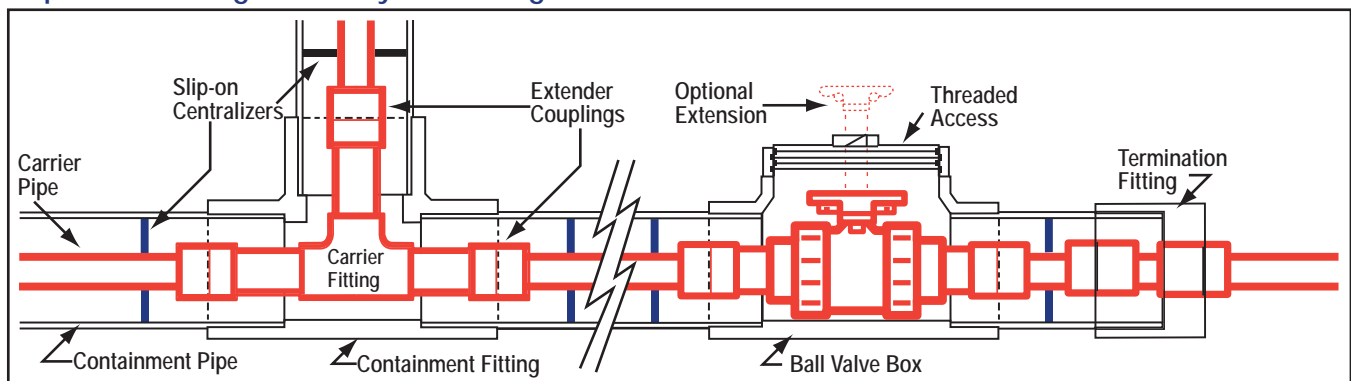 Slip-on
Centralizers
Extender
Couplings
Optional
Extension
Threaded
Access
Carrier
Pipe
Termination
Fitting
Carrier
Fitting
Containment Pipe
Containment Fitting
Ball Valve Box